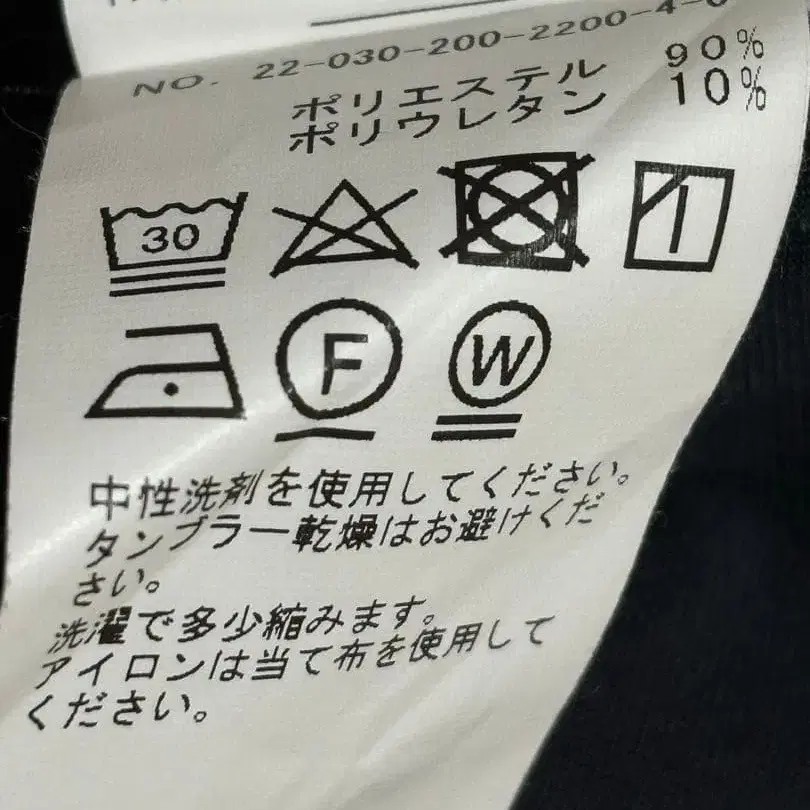 NO. 22-030-200-2200-4-
ポリエステル 90%
ポリウレタン 10%
30
F
W
中性洗剤を使用してください。
タンブラー乾燥はお避けくだ
さい。
洗濯で多少縮みます。
アイロンは当て布を使用して
ください。